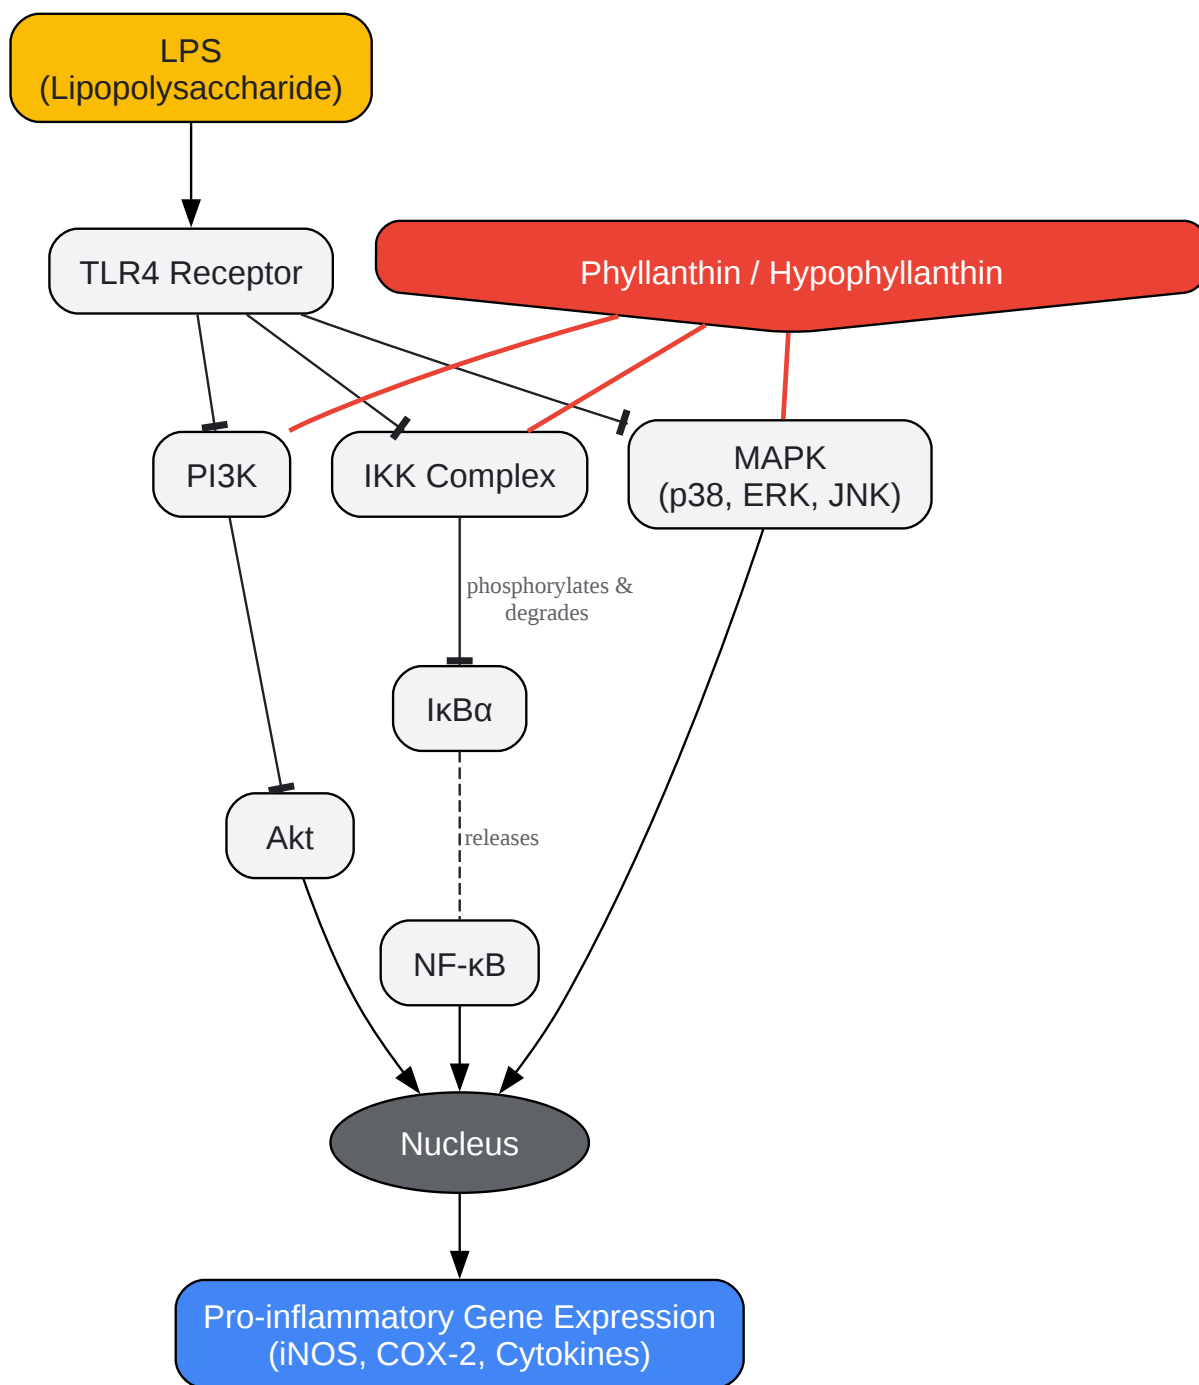 LPS
(Lipopolysaccharide)
TLR4 Receptor
Phyllanthin / Hypophyllanthin
PI3K
IKK Complex
MAPK
(p38, ERK, JNK)
phosphorylates &
degrades
IκBα
releases
Akt
NF-κB
Nucleus
Pro-inflammatory Gene Expression
(iNOS, COX-2, Cytokines)